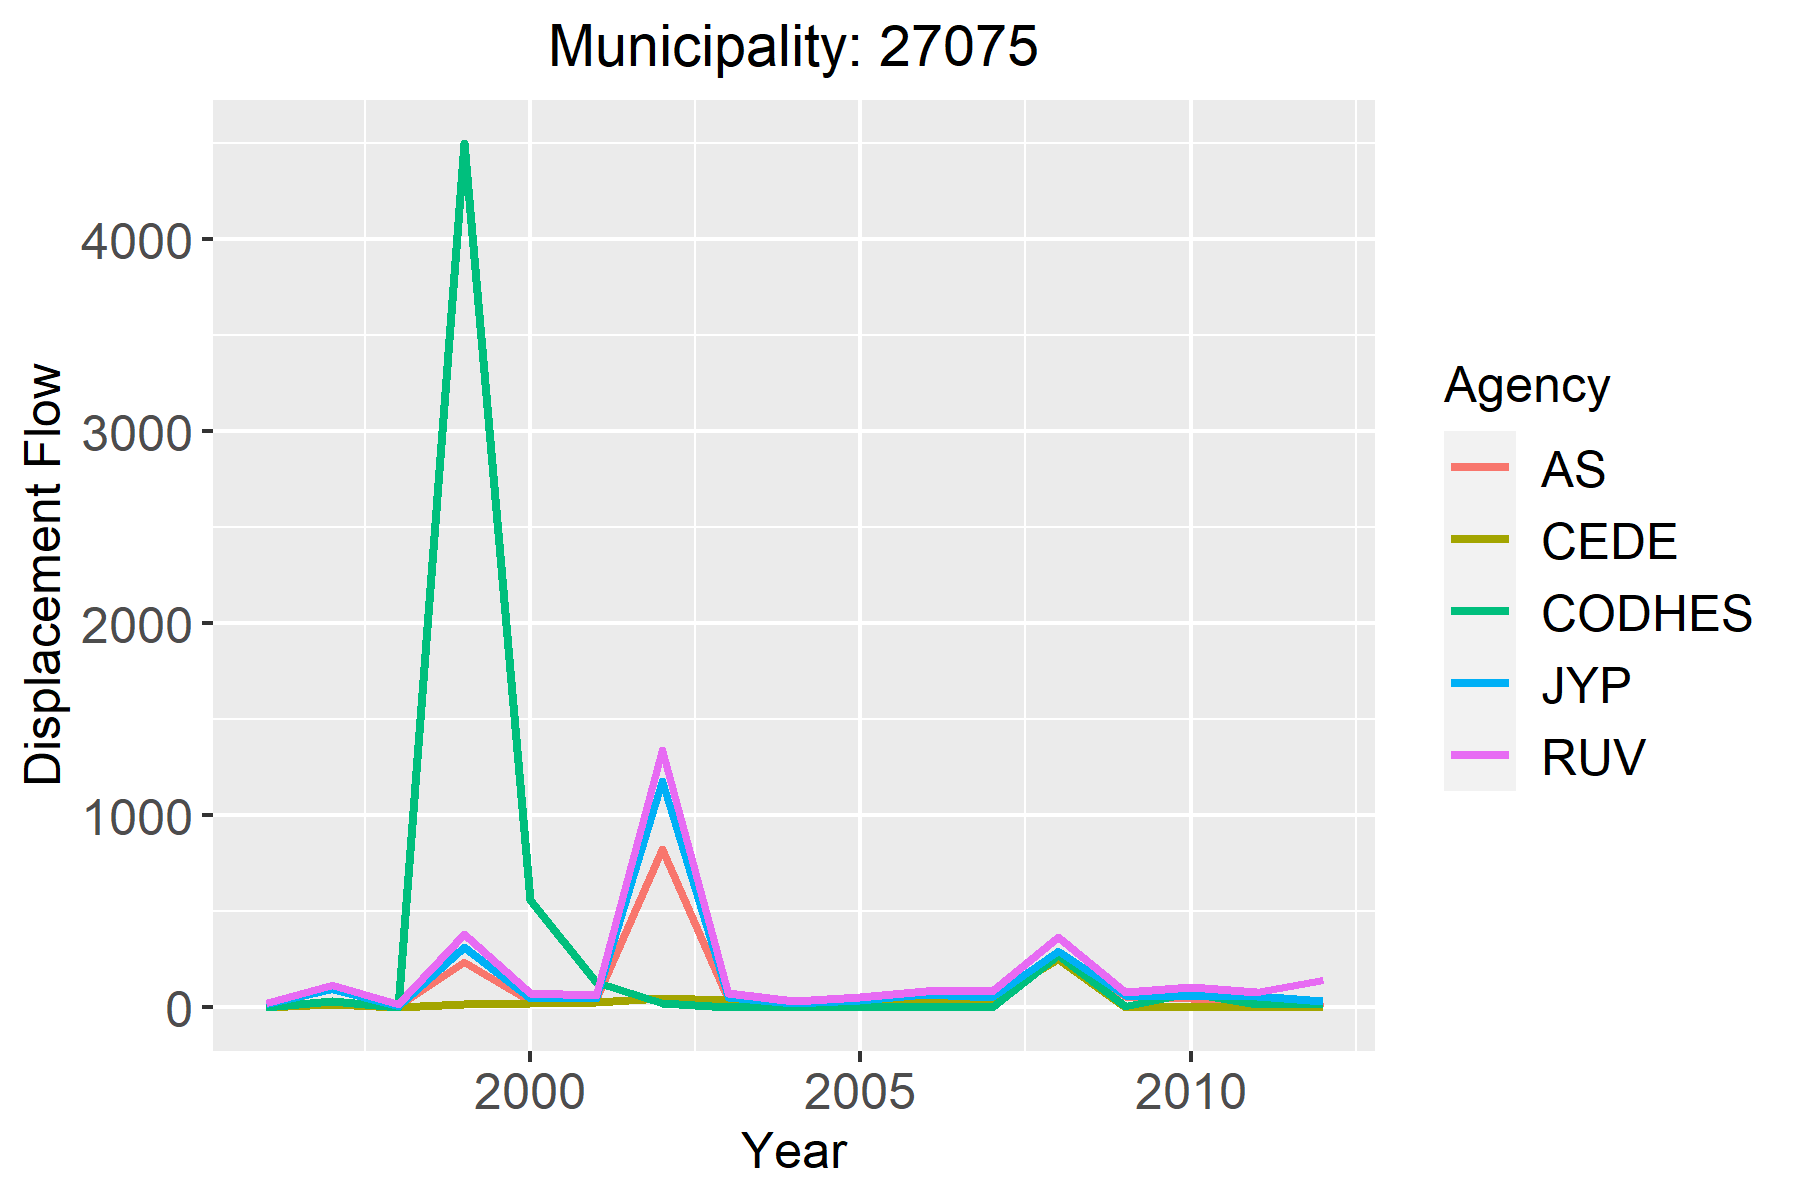 Municipality: 27075
Displacement Flow
4000
3000
2000
1000
0
2000 2005 2010
Year
Agency
AS
CEDE
CODHES
JYP
RUV